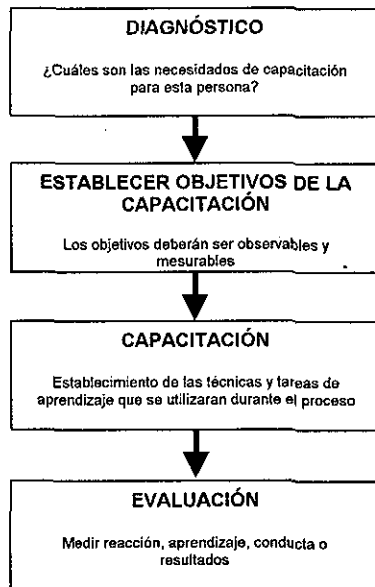 DIAGNÓSTICO
¿Cuáles son las necesidados de capacitación
para esta persona?
ESTABLECER OBJETIVOS DE LA
CAPACITACIÓN
Los objetivos deberán ser observables y
mesurables
CAPACITACIÓN
Establecimiento de las técnicas y tareas de
aprendizaje que se utilizaran durante el proceso
EVALUACIÓN
Medir reacción, aprendizaje, conducta o
resultados